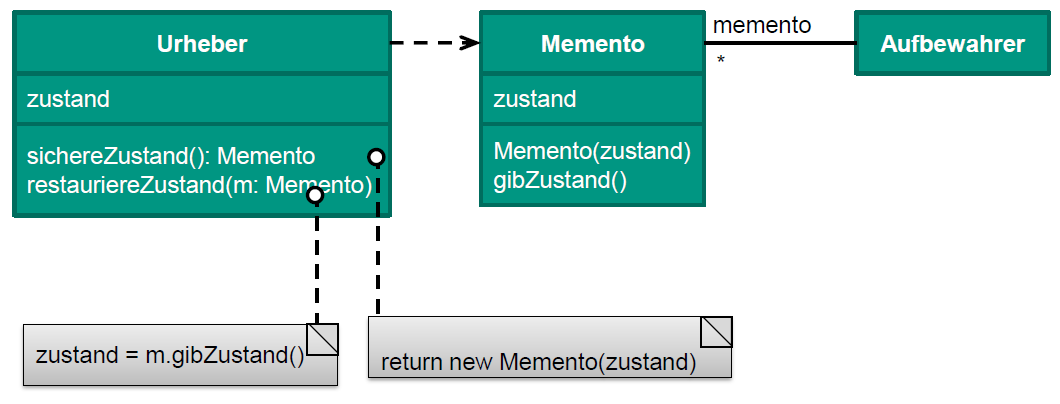 Urheber
zustand
sichereZustand(): Memento
restauriereZustand(m: Memento)
Memento
zustand
Memento(zustand)
gibZustand()
memento
*
Aufbewahrer
zustand = m.gibZustand()
return new Memento(zustand)